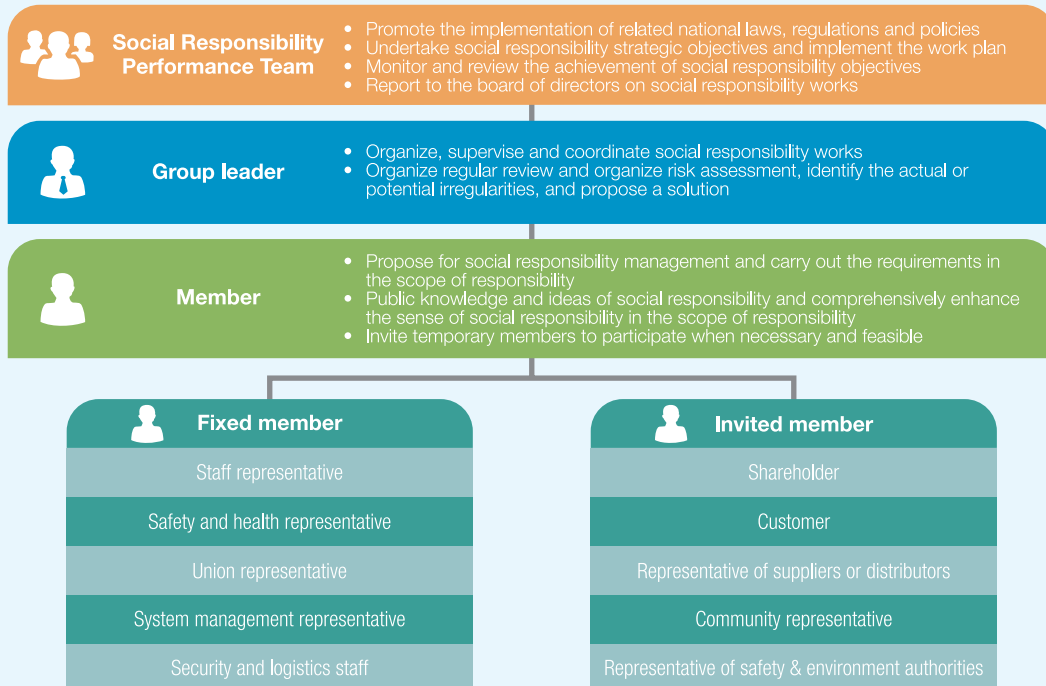 Social Responsibility
Performance Team
• Promote the implementation of related national laws, regulations and policies
• Undertake social responsibility strategic objectives and implement the work plan
• Monitor and review the achievement of social responsibility objectives
• Report to the board of directors on social responsibility works
Group leader
• Organize, supervise and coordinate social responsibility works
• Organize regular review and organize risk assessment, identify the actual or
potential irregularities, and propose a solution
Member
• Propose for social responsibility management and carry out the requirements in
the scope of responsibility
• Public knowledge and ideas of social responsibility and comprehensively enhance
the sense of social responsibility in the scope of responsibility
• Invite temporary members to participate when necessary and feasible
Fixed member
Staff representative
Safety and health representative
Union representative
System management representative
Security and logistics staff
Invited member
Shareholder
Customer
Representative of suppliers or distributors
Community representative
Representative of safety & environment authorities